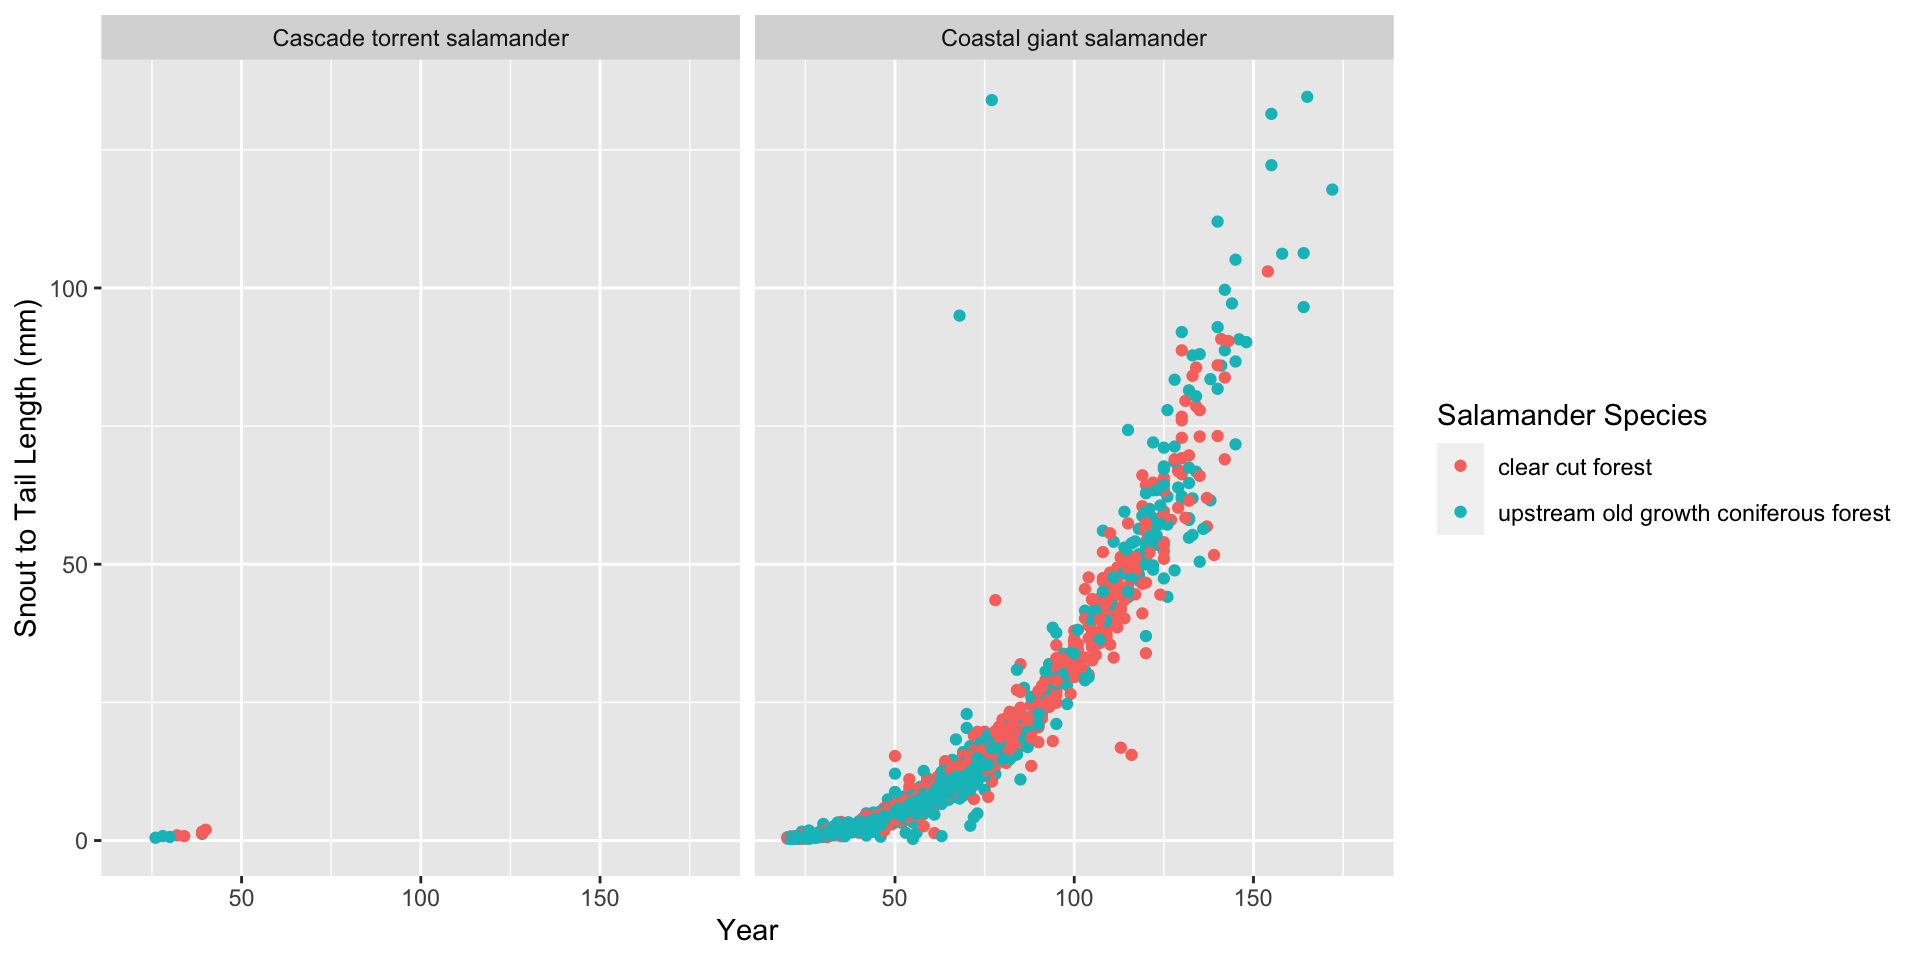 Cascade torrent salamander
Coastal giant salamander
Snout to Tail Length (mm)
100
50
0
50
100
150
50
100
150
Year
Salamander Species
clear cut forest
upstream old growth coniferous forest